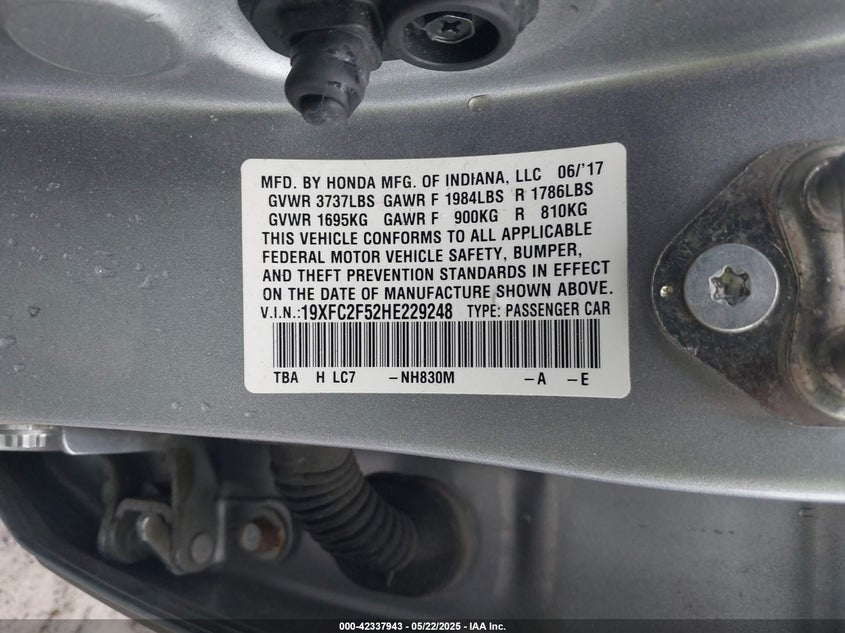 MFD. BY HONDA MFG. OF INDIANA, LLC 06/'17
GVWR 3737LBS GAWR F 1984LBS R 1786LBS
GVWR 1695KG GAWR F 900KG R 810KG
THIS VEHICLE CONFORMS TO ALL APPLICABLE
FEDERAL MOTOR VEHICLE SAFETY, BUMPER,
AND THEFT PREVENTION STANDARDS IN EFFECT
ON THE DATE OF MANUFACTURE SHOWN ABOVE.
V.I.N.:19XFC2F52HE229248 TYPE: PASSENGER CAR
TBA H LC7 -NH830M -A -E
000-42337943 - 05/22/2025 - IAA Inc.